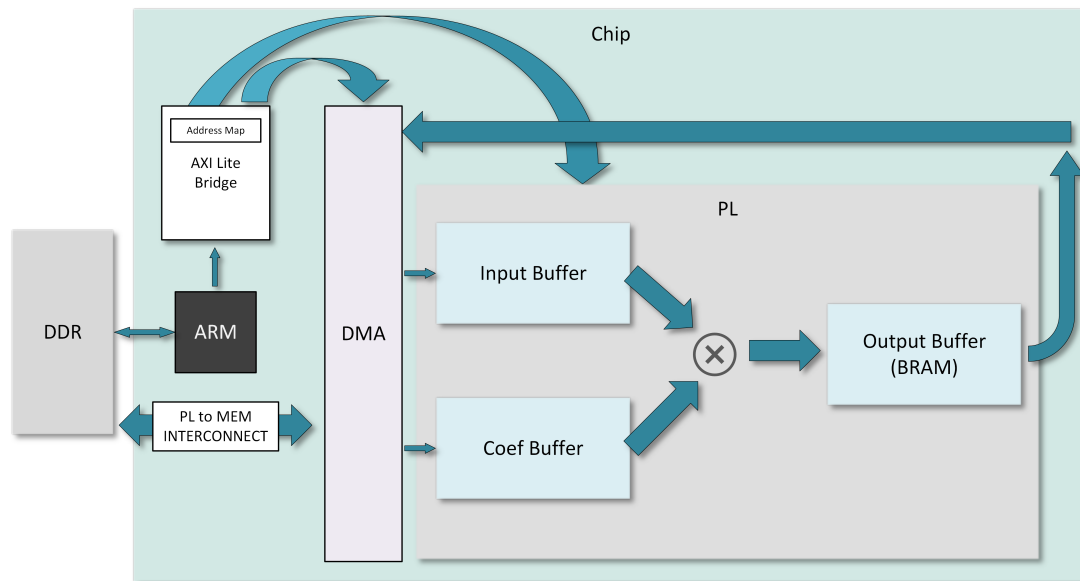 Chip
Address Map
AXI Lite
Bridge
PL
Input Buffer
DDR
ARM
DMA
Output Buffer
(BRAM)
PL to MEM
INTERCONNECT
Coef Buffer